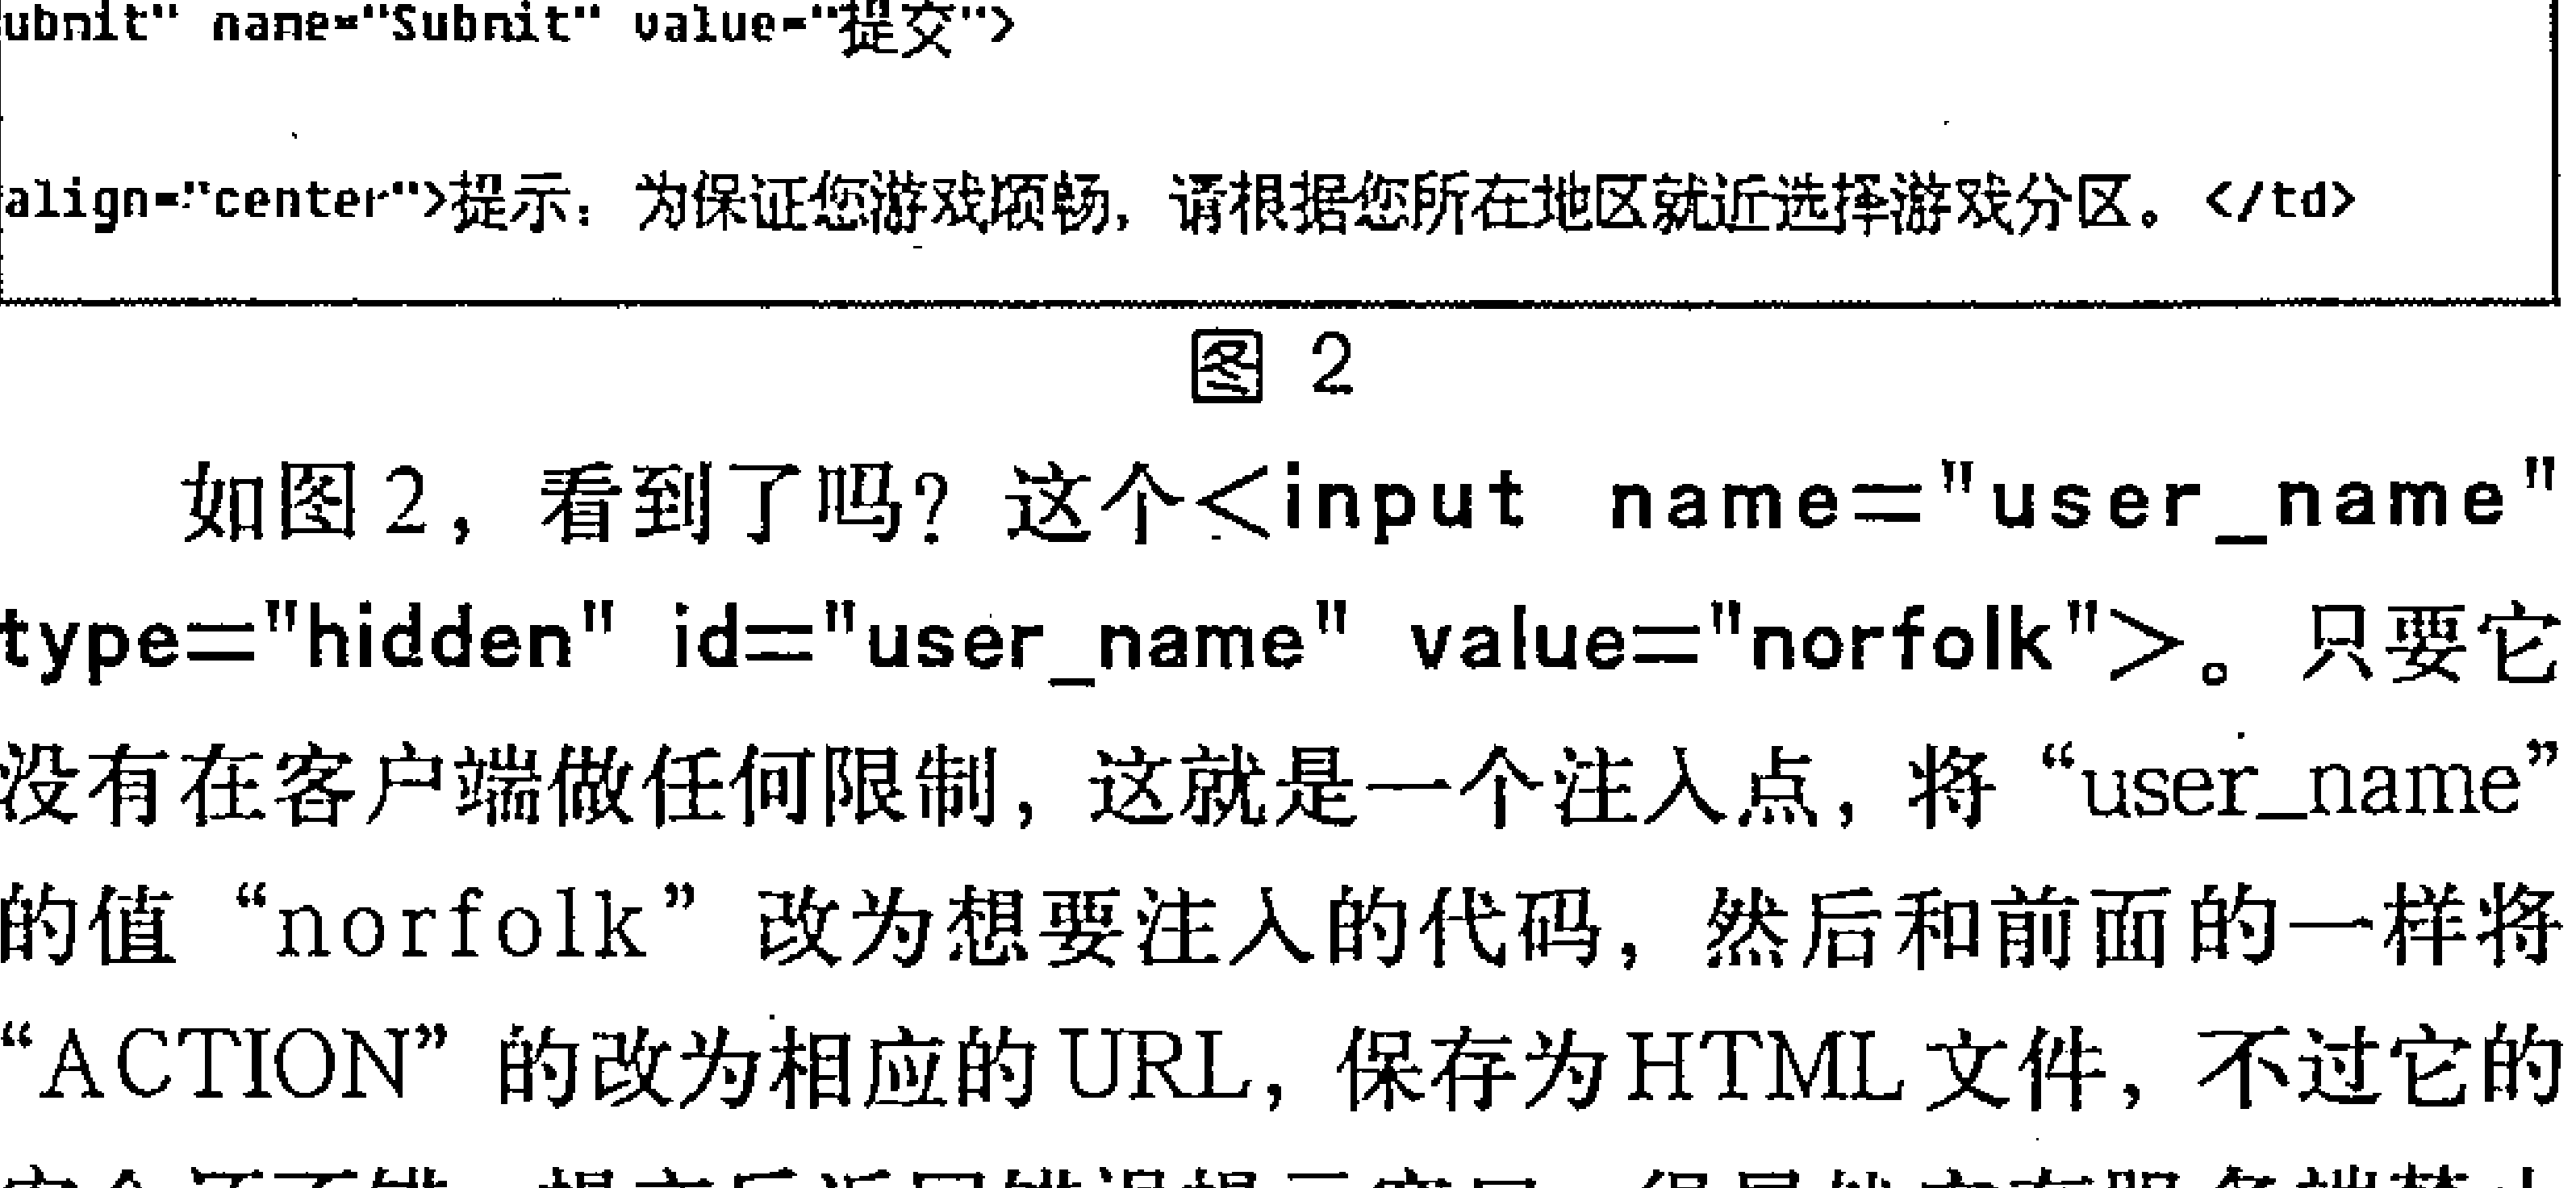 ubmit" name="Submit" value="提交">
align="center">提示：为保证您游戏顺畅，请根据您所在地区就近选择游戏分区。</td>
图 2
如图2，看到了吗？这个<input name="user_name"
type="hidden" id="user_name" value="norfolk">。只要它
没有在客户端做任何限制，这就是一个注入点，将“user_name”
的值“norfolk”改为想要注入的代码，然后和前面的一样将
“ACTION”的改为相应的URL，保存为HTML文件，不过它的